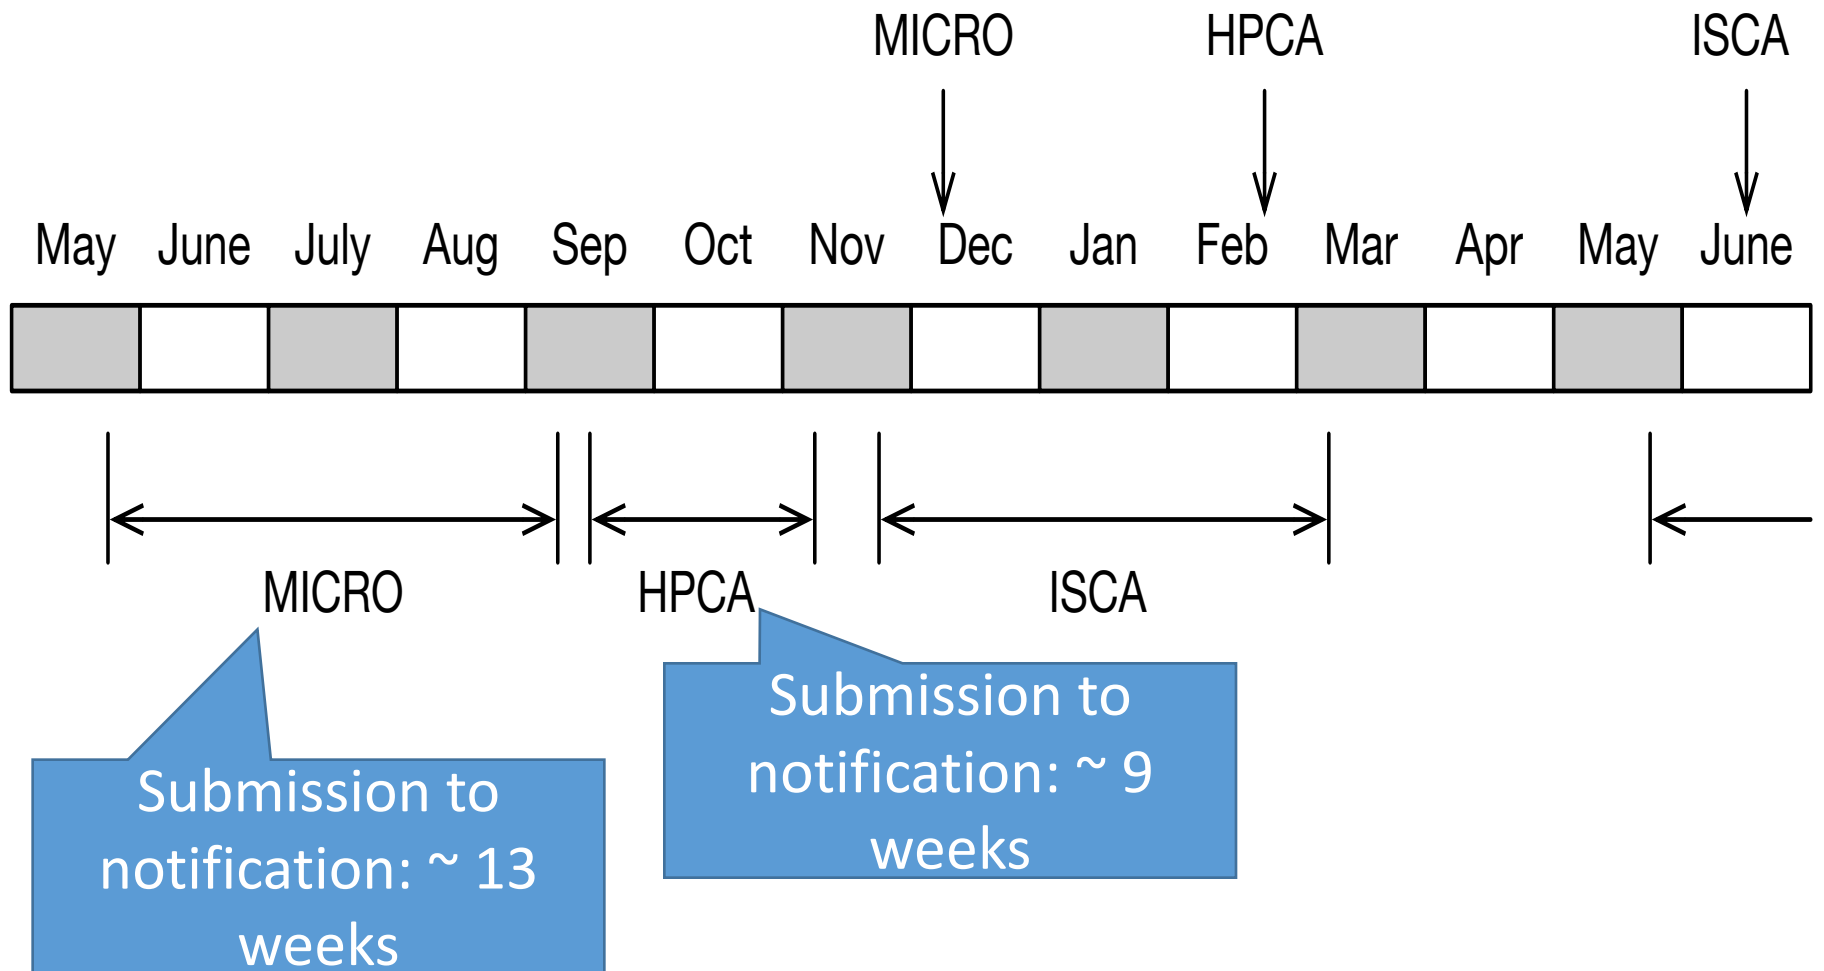 MICRO HPCA ISCA
May June July Aug Sep Oct Nov Dec Jan Feb Mar Apr May June
MICRO HPCA ISCA
Submission to
notification: ~ 13
weeks
Submission to
notification: ~ 9
weeks